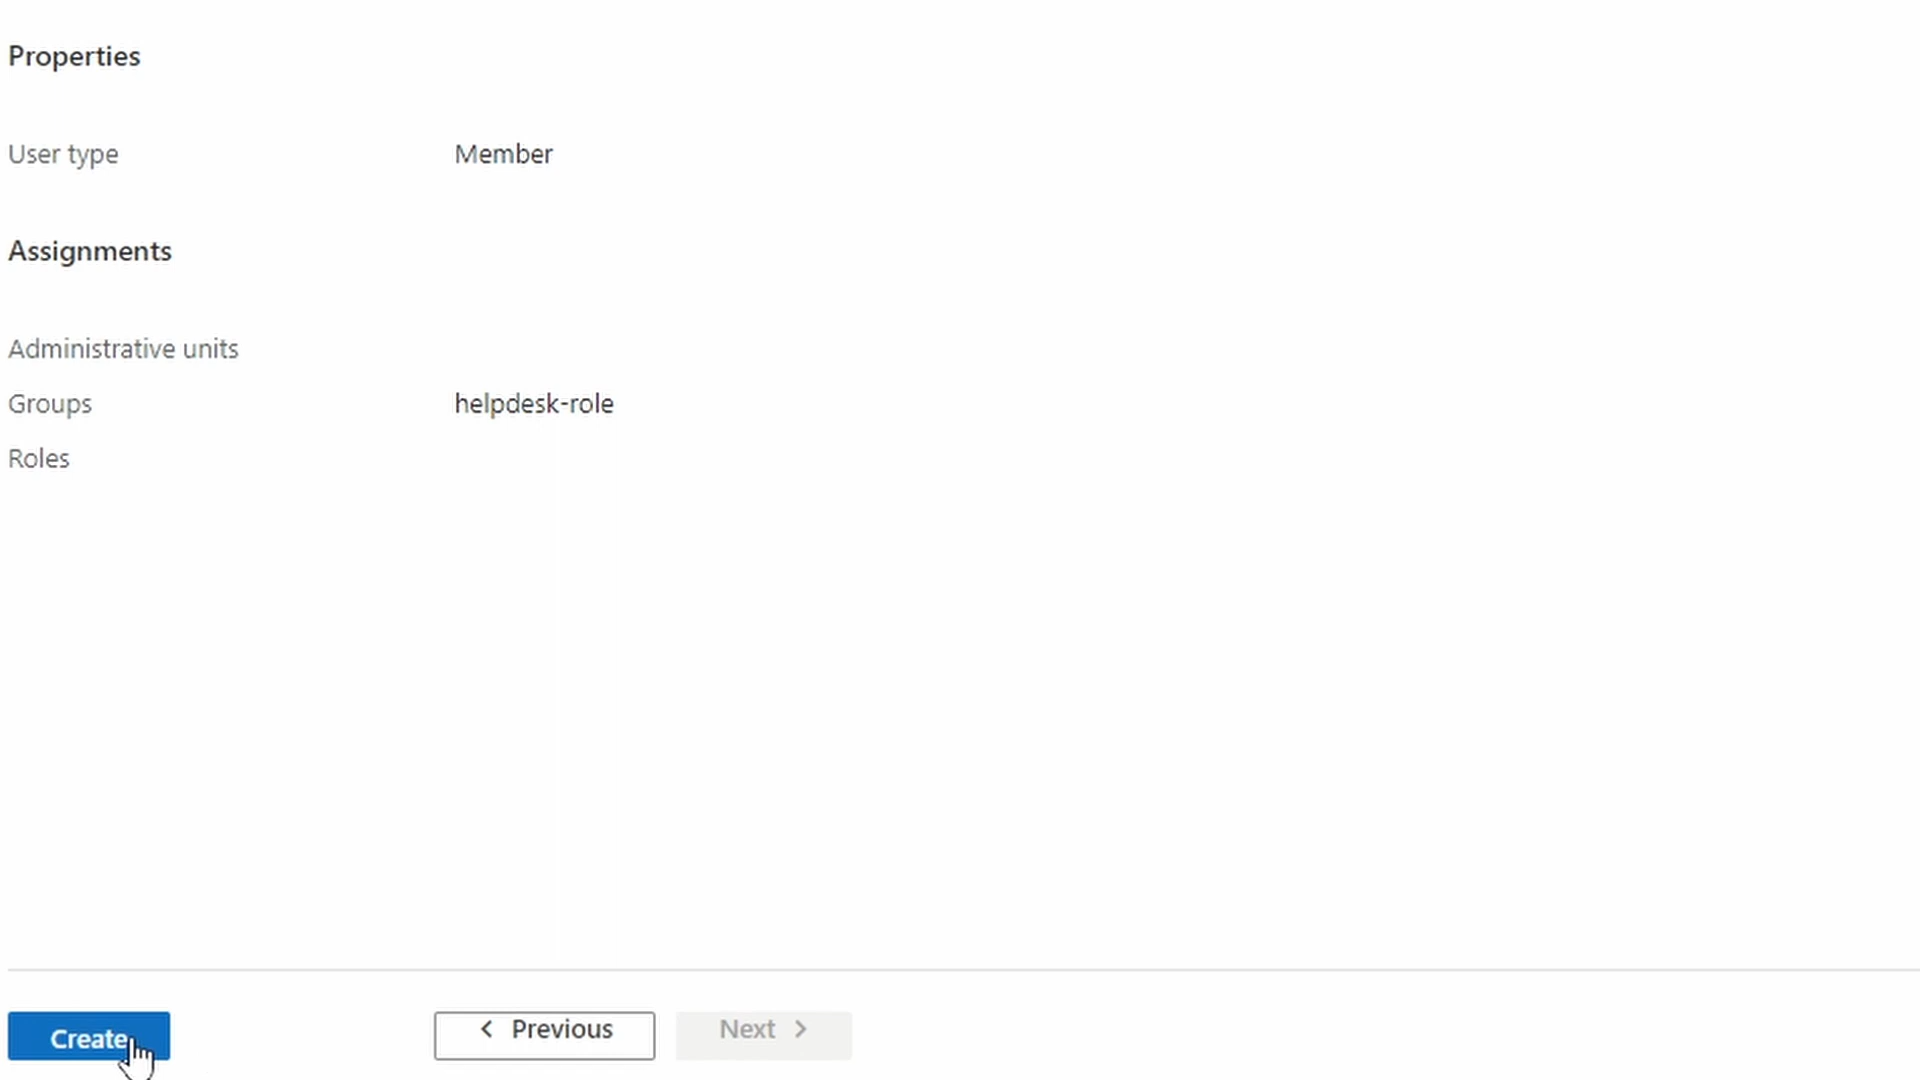 Properties
User type Member
Assignments
Administrative units
Groups helpdesk-role
Roles
Create Previous Next